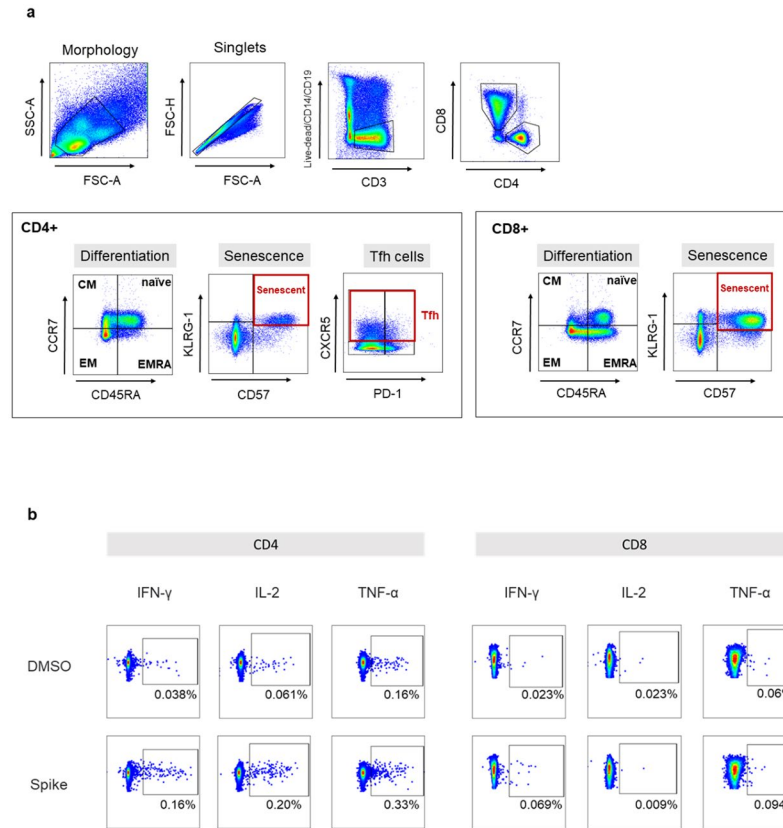 a
Morphology
Singlets
SSC-A
FSC-A
FSC-H
FSC-A
Live-dead/CD14/CD19
CD3
CD8
CD4
CD4+
Differentiation
Senescence
Tfh cells
CCR7
CM
naïve
EM
EMRA
CD45RA
KLRG-1
Senescent
CD57
CXCR5
Tfh
PD-1
CD8+
Differentiation
Senescence
CCR7
CM
naïve
EM
EMRA
CD45RA
KLRG-1
Senescent
CD57
b
CD4
CD8
IFN-γ
IL-2
TNF-α
IFN-γ
IL-2
TNF-α
DMSO
0.038%
0.061%
0.16%
0.023%
0.023%
Spike
0.16%
0.20%
0.33%
0.069%
0.009%
0.094